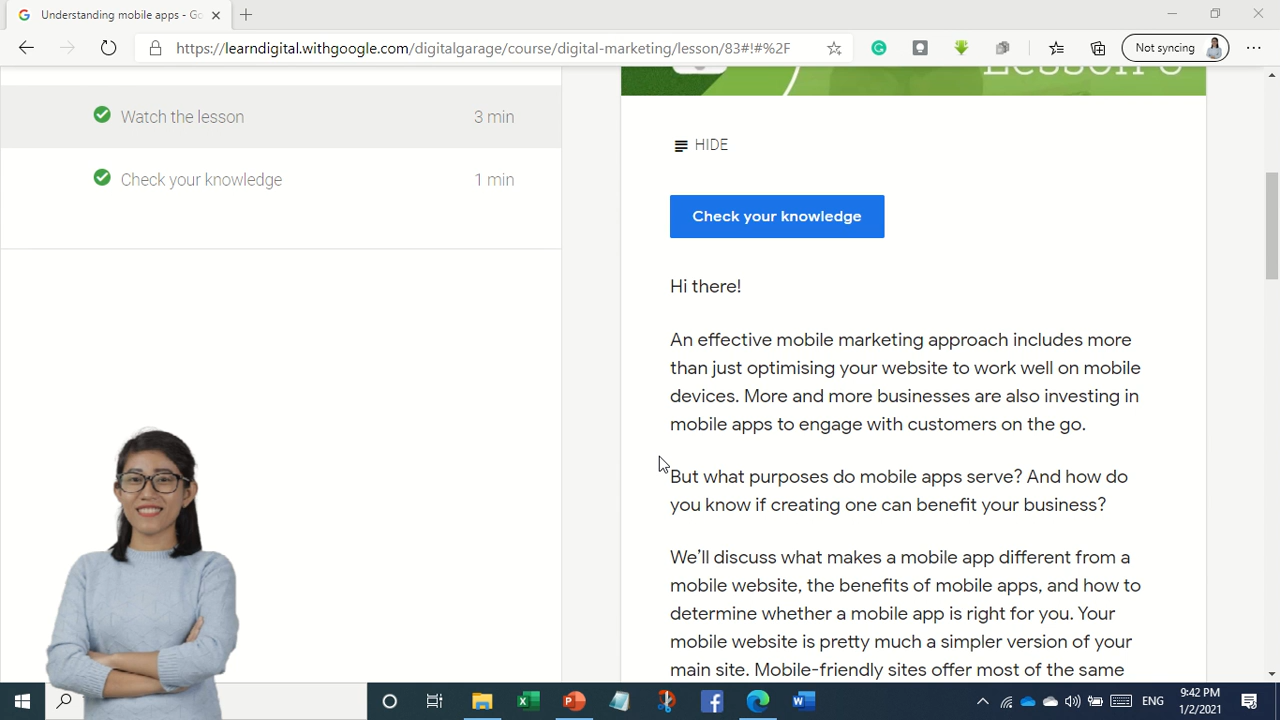 Understanding mobile apps - Go
https://learndigital.withgoogle.com/digitalgarage/course/digital-marketing/lesson/83#!#%2F
Not syncing
Watch the lesson 3 min
Check your knowledge 1 min
HIDE
Check your knowledge
Hi there!
An effective mobile marketing approach includes more
than just optimising your website to work well on mobile
devices. More and more businesses are also investing in
mobile apps to engage with customers on the go.
But what purposes do mobile apps serve? And how do
you know if creating one can benefit your business?
We’ll discuss what makes a mobile app different from a
mobile website, the benefits of mobile apps, and how to
determine whether a mobile app is right for you. Your
mobile website is pretty much a simpler version of your
main site. Mobile-friendly sites offer most of the same
ENG
9:42 PM
1/2/2021